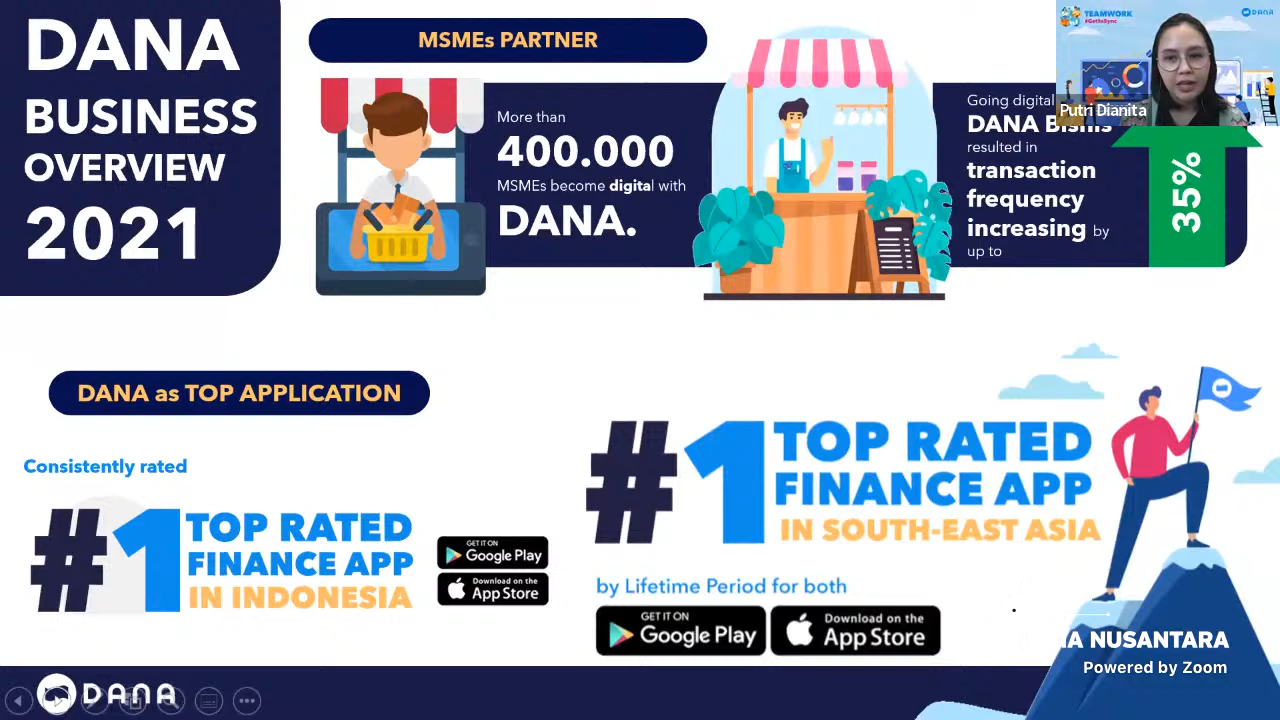 DANA
BUSINESS
OVERVIEW
2021
MSMEs PARTNER
More than
400.000
MSMEs become digital with
DANA.
Going digital
DANA Bisnis
resulted in
transaction
frequency
increasing by
up to
35%
TEAMWORK
#GetInSync
DANA
Putri Dianita
DANA as TOP APPLICATION
Consistently rated
#1 TOP RATED
FINANCE APP
IN INDONESIA
GET IT ON
Google Play
Download on the
App Store
#1 TOP RATED
FINANCE APP
IN SOUTH-EAST ASIA
by Lifetime Period for both
GET IT ON
Google Play
Download on the
App Store
NUSANTARA
Powered by Zoom
DANA